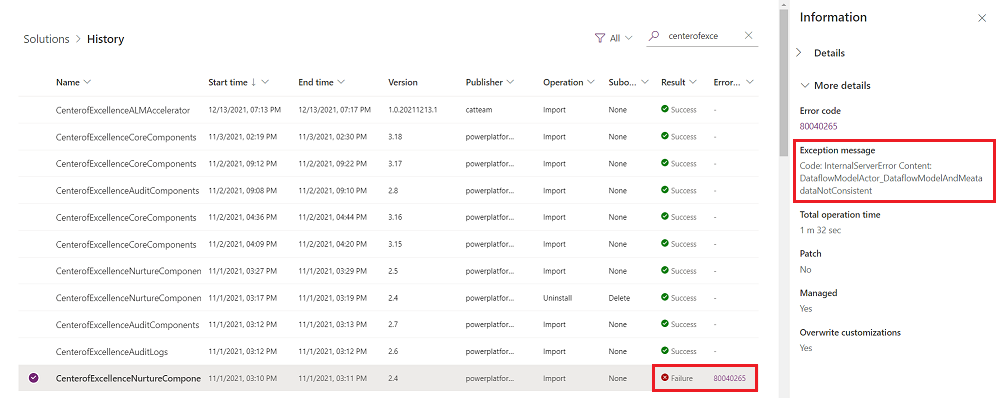 Solutions > History
All
centerofexce
Name Start time ↓ End time Version Publisher Operation Subo... Result Error...
CenterofExcellenceALMAccelerator 12/13/2021, 07:13 PM 12/13/2021, 07:17 PM 1.0.20211213.1 catteam Import None Success -
CenterofExcellenceCoreComponents 11/3/2021, 02:19 PM 11/3/2021, 02:30 PM 3.18 powerplatfor... Import None Success -
CenterofExcellenceCoreComponents 11/2/2021, 09:12 PM 11/2/2021, 09:22 PM 3.17 powerplatfor... Import None Success -
CenterofExcellenceAuditComponents 11/2/2021, 09:08 PM 11/2/2021, 09:10 PM 2.8 powerplatfor... Import None Success -
CenterofExcellenceCoreComponents 11/2/2021, 04:36 PM 11/2/2021, 04:44 PM 3.16 powerplatfor... Import None Success -
CenterofExcellenceCoreComponents 11/2/2021, 04:09 PM 11/2/2021, 04:20 PM 3.15 powerplatfor... Import None Success -
CenterofExcellenceNurtureComponen 11/1/2021, 03:27 PM 11/1/2021, 03:29 PM 2.5 powerplatfor... Import None Success -
CenterofExcellenceNurtureComponen 11/1/2021, 03:17 PM 11/1/2021, 03:19 PM 2.4 powerplatfor... Uninstall Delete Success -
CenterofExcellenceAuditComponents 11/1/2021, 03:12 PM 11/1/2021, 03:13 PM 2.7 powerplatfor... Import None Success -
CenterofExcellenceAuditLogs 11/1/2021, 03:12 PM 11/1/2021, 03:12 PM 2.6 powerplatfor... Import None Success -
CenterofExcellenceNurtureCompone 11/1/2021, 03:10 PM 11/1/2021, 03:11 PM 2.4 powerplatfor... Import None Failure 80040265
Information
Details
More details
Error code
80040265
Exception message
Code: InternalServerError Content:
DataflowModelActor_DataflowModelAndMeata
dataNotConsistent
Total operation time
1 m 32 sec
Patch
No
Managed
Yes
Overwrite customizations
Yes